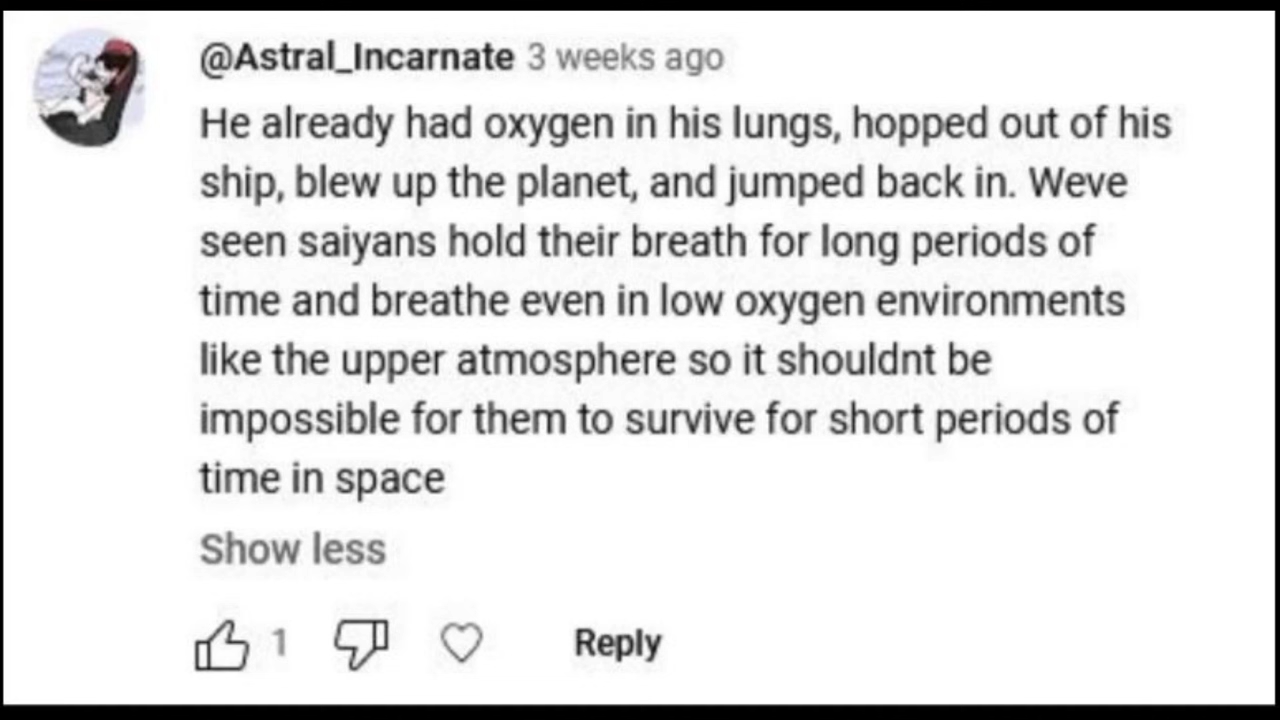 @Astral_Incarnate 3 weeks ago
He already had oxygen in his lungs, hopped out of his
ship, blew up the planet, and jumped back in. Weve
seen saiyans hold their breath for long periods of
time and breathe even in low oxygen environments
like the upper atmosphere so it shouldnt be
impossible for them to survive for short periods of
time in space
Show less
1 Reply